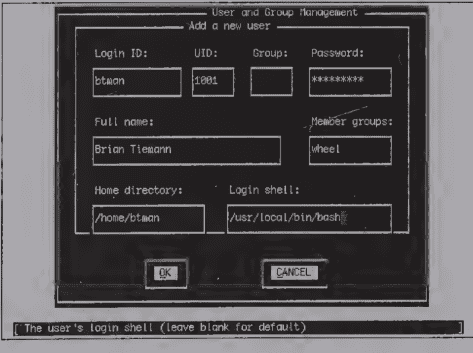 User and Group Management
Add a new user
Login ID: UID: Group: Password:
btman 1001 *********
Full name: Member groups:
Brian Tiemann wheel
Home directory: Login shell:
/home/btman /usr/local/bin/bash
OK CANCEL
[ The user's login shell (leave blank for default) ]